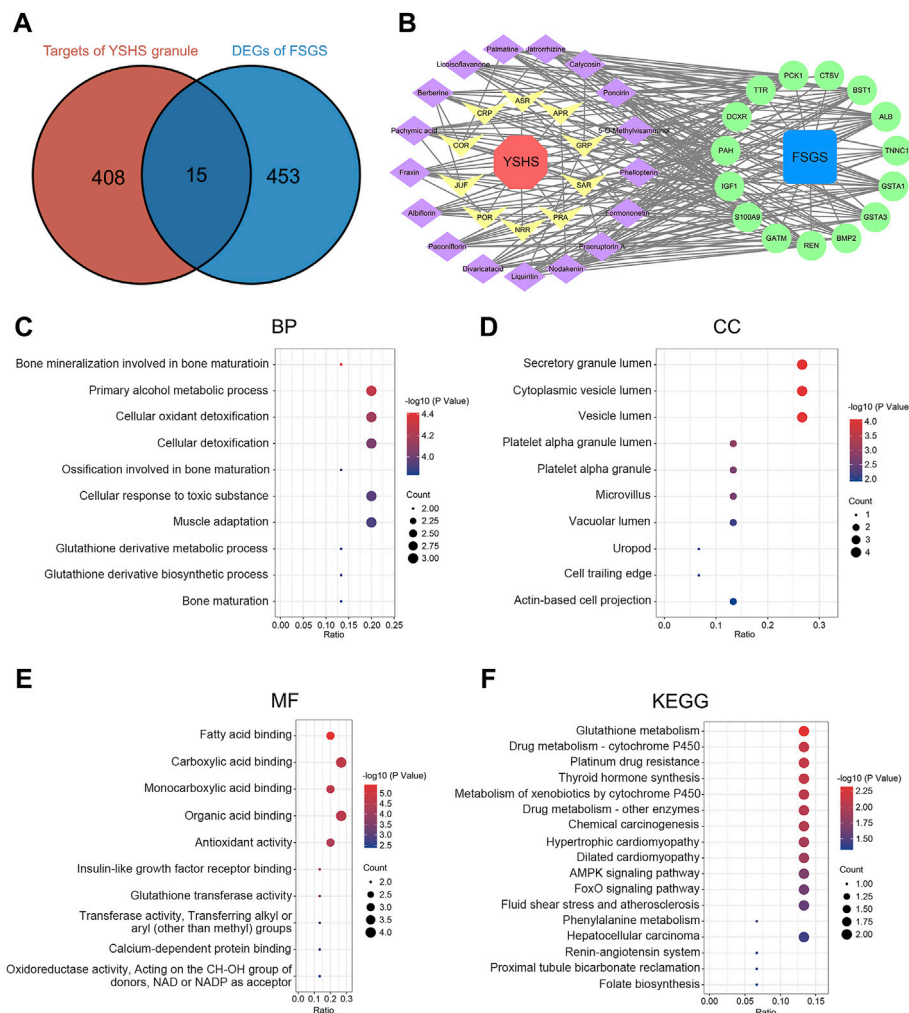 A
Targets of YSHS granule
DEGs of FSGS
408
15
453
B
Palmatine
Jatrorrhizine
Licoisoflavanone
Calycosin
Berberine
Poncirin
Pachymic acid
5-O-Methylvisammihol
Fraxin
Phellopterin
Albiflorin
Formononetin
Paeoniflorin
Praeruptorin A
Divaricatacid
Liquiritin
Nodakenin
ASR
CRP
APR
COR
GRP
JUF
SAR
POR
PRA
NRR
YSHS
FSGS
PCK1
CTSV
TTR
BST1
DCXR
ALB
PAH
TNNC1
IGF1
GSTA1
S100A9
GSTA3
GATM
REN
BMP2
C
BP
Bone mineralization involved in bone maturatioin
Primary alcohol metabolic process
Cellular oxidant detoxification
Cellular detoxification
Ossification involved in bone maturation
Cellular response to toxic substance
Muscle adaptation
Glutathione derivative metabolic process
Glutathione derivative biosynthetic process
Bone maturation
0.00 0.05 0.10 0.15 0.20 0.25
Ratio
-log10 (P Value)
4.4
4.2
4.0
Count
2.00
2.25
2.50
2.75
3.00
D
CC
Secretory granule lumen
Cytoplasmic vesicle lumen
Vesicle lumen
Platelet alpha granule lumen
Platelet alpha granule
Microvillus
Vacuolar lumen
Uropod
Cell trailing edge
Actin-based cell projection
0.0 0.1 0.2 0.3
Ratio
-log10 (P Value)
4.0
3.5
3.0
2.5
2.0
Count
1
2
3
4
E
MF
Fatty acid binding
Carboxylic acid binding
Monocarboxylic acid binding
Organic acid binding
Antioxidant activity
Insulin-like growth factor receptor binding
Glutathione transferase activity
Transferase activity, Transferring alkyl or
aryl (other than methyl) groups
Calcium-dependent protein binding
Oxidoreductase activity, Acting on the CH-OH group of
donors, NAD or NADP as acceptor
0.0 0.1 0.2 0.3
Ratio
-log10 (P Value)
5.0
4.5
4.0
3.5
3.0
2.5
Count
2.0
2.5
3.0
3.5
4.0
F
KEGG
Glutathione metabolism
Drug metabolism - cytochrome P450
Platinum drug resistance
Thyroid hormone synthesis
Metabolism of xenobiotics by cytochrome P450
Drug metabolism - other enzymes
Chemical carcinogenesis
Hypertrophic cardiomyopathy
Dilated cardiomyopathy
AMPK signaling pathway
FoxO signaling pathway
Fluid shear stress and atherosclerosis
Phenylalanine metabolism
Hepatocellular carcinoma
Renin-angiotensin system
Proximal tubule bicarbonate reclamation
Folate biosynthesis
0.00 0.05 0.10 0.15
Ratio
-log10 (P Value)
2.25
2.00
1.75
1.50
Count
1.00
1.25
1.50
1.75
2.00